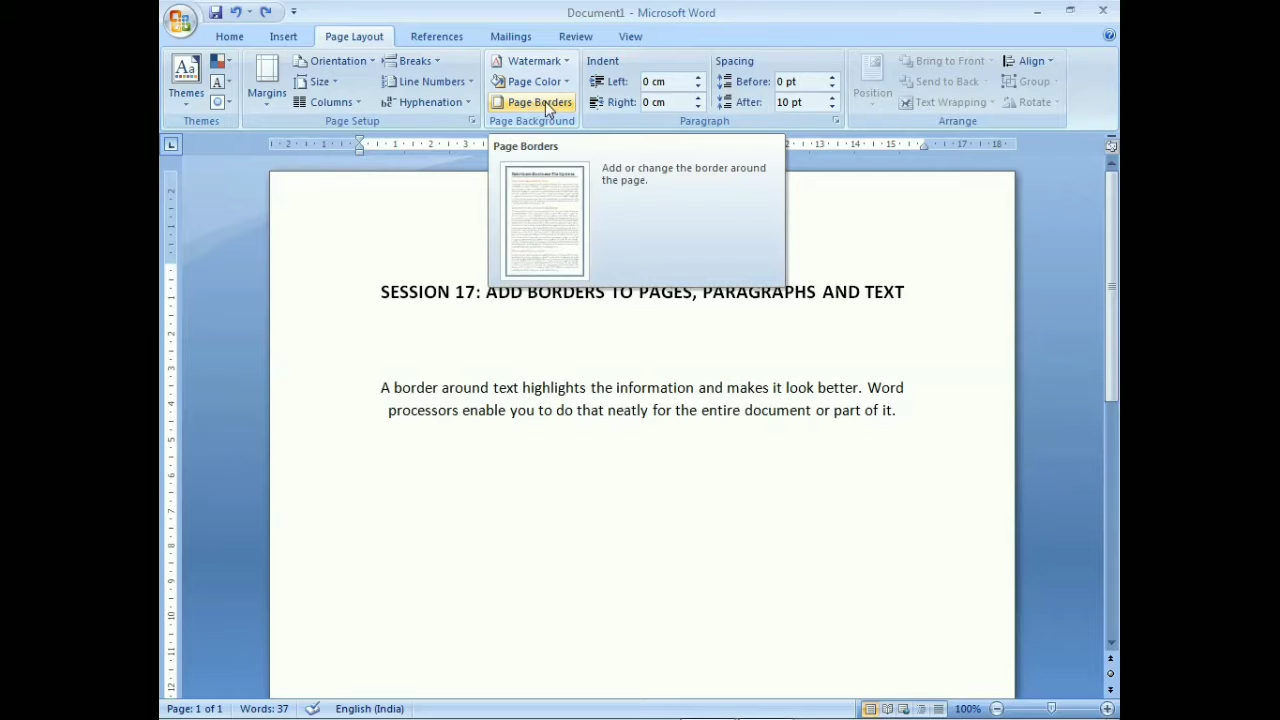 Document1 - Microsoft Word
Home Insert Page Layout References Mailings Review View
Aa
Themes
Themes
Margins
Orientation
Size
Columns
Breaks
Line Numbers
Hyphenation
Page Setup
Watermark
Page Color
Page Borders
Page Background
Indent
Left: 0 cm
Right: 0 cm
Spacing
Before: 0 pt
After: 10 pt
Paragraph
Position
Bring to Front
Send to Back
Text Wrapping
Align
Group
Rotate
Arrange
Page Borders
Add or change the border around
the page.
SESSION 17: ADD BORDERS TO PAGES, PARAGRAPHS AND TEXT
A border around text highlights the information and makes it look better. Word
processors enable you to do that neatly for the entire document or part of it.
Page: 1 of 1 Words: 37 English (India) 100%